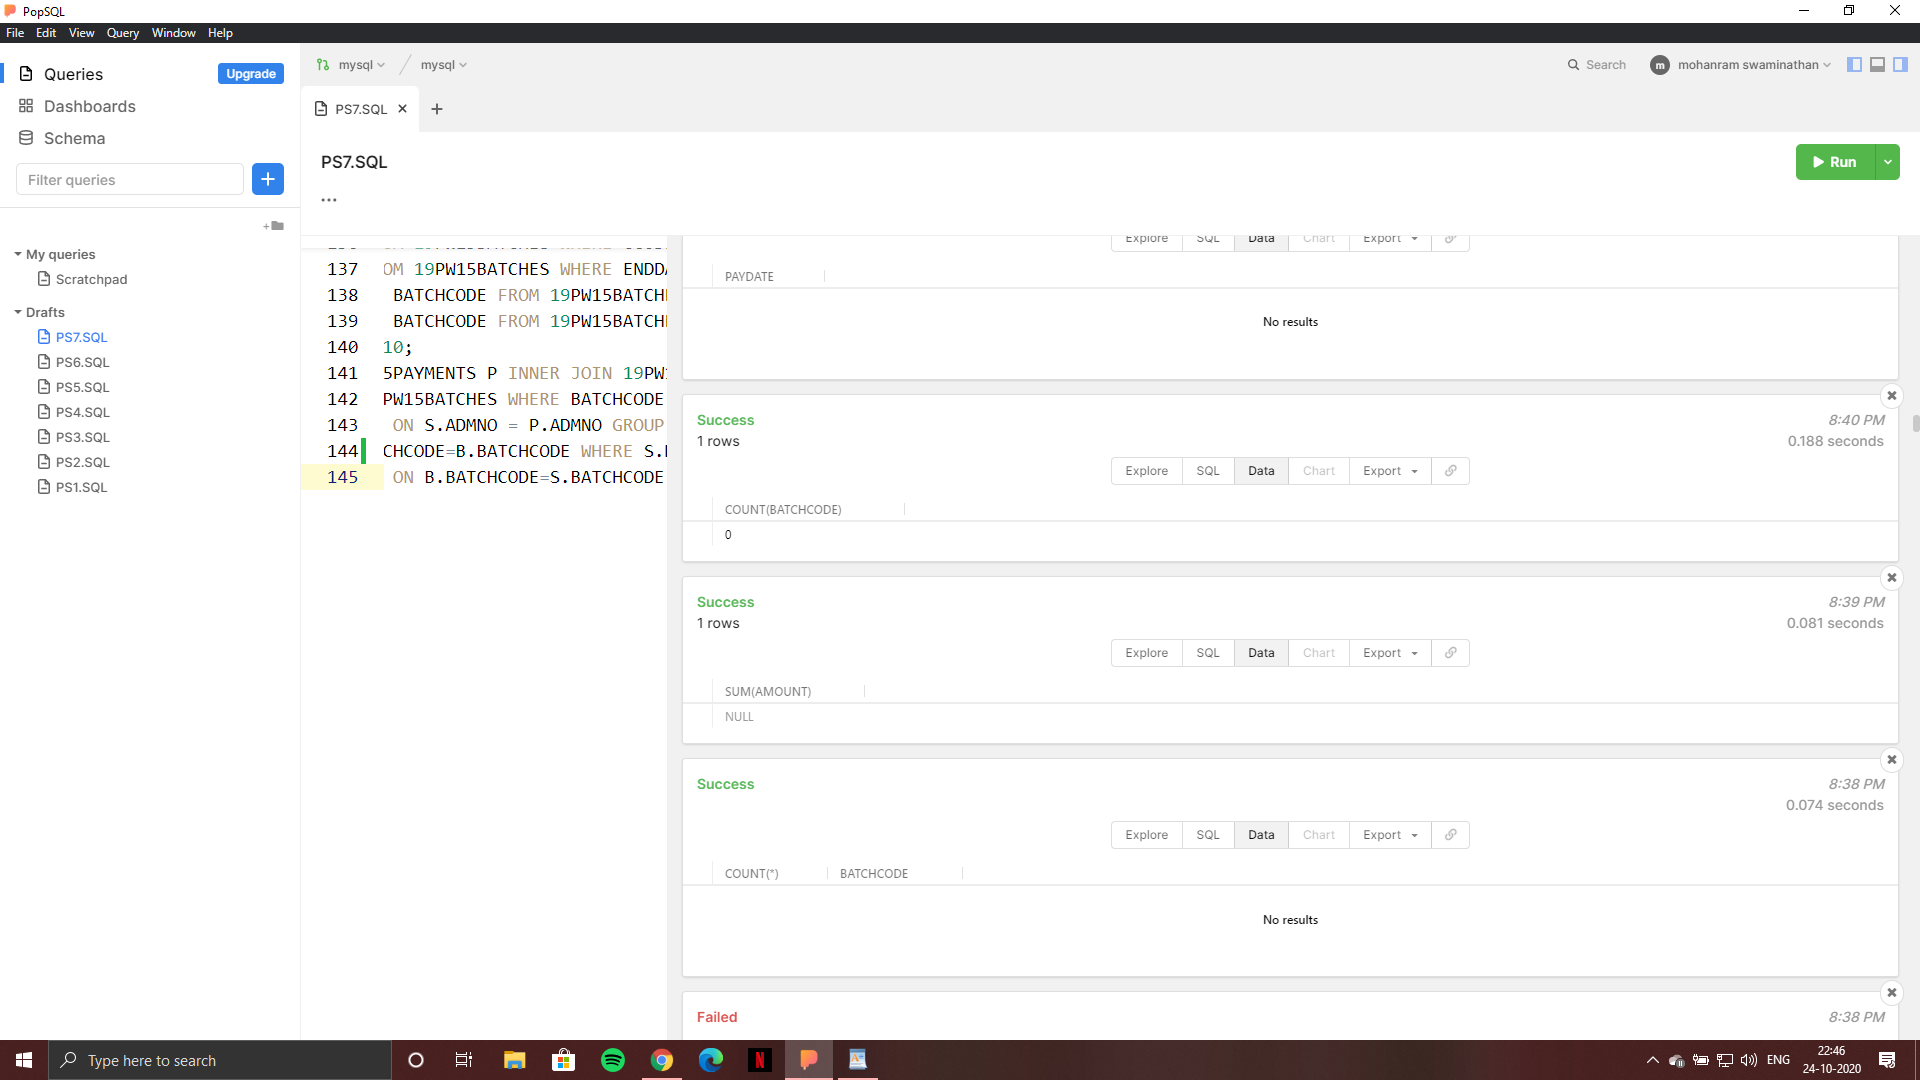 PopSQL
File Edit View Query Window Help
Queries
Upgrade
Dashboards
Schema
Filter queries
My queries
Scratchpad
Drafts
PS7.SQL
PS6.SQL
PS5.SQL
PS4.SQL
PS3.SQL
PS2.SQL
PS1.SQL
mysql mysql
Search
m mohanram swaminathan
PS7.SQL
PS7.SQL
Run
...
137 OM 19PW15BATCHES WHERE ENDDA
138 BATCHCODE FROM 19PW15BATCH
139 BATCHCODE FROM 19PW15BATCH
140 10;
141 5PAYMENTS P INNER JOIN 19PW
142 PW15BATCHES WHERE BATCHCODE
143 ON S.ADMNO = P.ADMNO GROUP
144 CHCODE=B.BATCHCODE WHERE S.
145 ON B.BATCHCODE=S.BATCHCODE
Explore SQL Data Chart Export
PAYDATE
No results
Success 8:40 PM
1 rows 0.188 seconds
Explore SQL Data Chart Export
COUNT(BATCHCODE)
0
Success 8:39 PM
1 rows 0.081 seconds
Explore SQL Data Chart Export
SUM(AMOUNT)
NULL
Success 8:38 PM
0.074 seconds
Explore SQL Data Chart Export
COUNT(*) BATCHCODE
No results
Failed 8:38 PM
Type here to search
N
ENG
22:46
24-10-2020